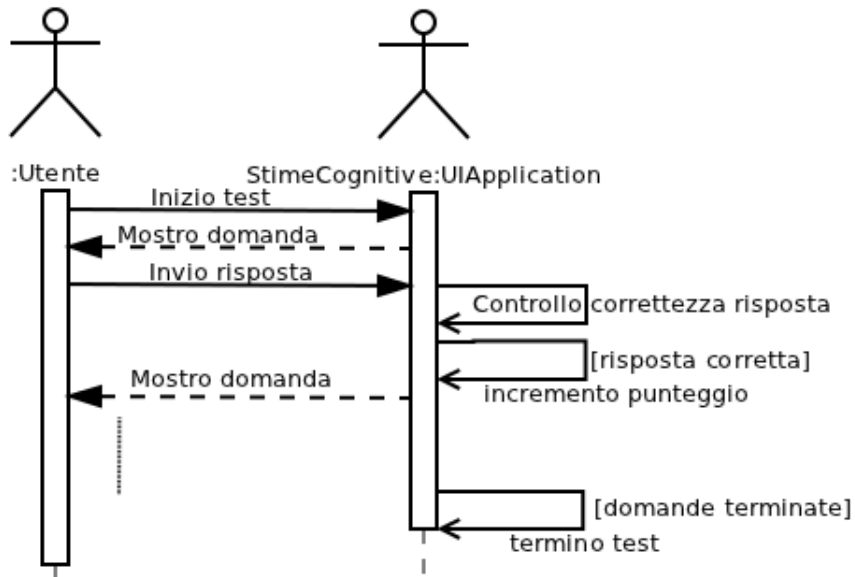 :Utente
StimeCognitive:UIApplication
Inizio test
Mostro domanda
Invio risposta
Controllo correttezza risposta
[risposta corretta]
Mostro domanda
incremento punteggio
[domande terminate]
termino test